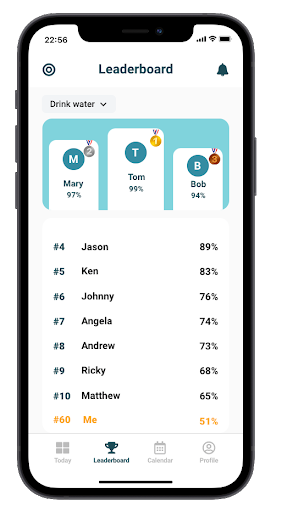 22:56
Leaderboard
Drink water
M
2
Mary
97%
T
1
Tom
99%
B
3
Bob
94%
#4 Jason 89%
#5 Ken 83%
#6 Johnny 76%
#7 Angela 74%
#8 Andrew 73%
#9 Ricky 68%
#10 Matthew 65%
#60 Me 51%
Today Leaderboard Calendar Profile